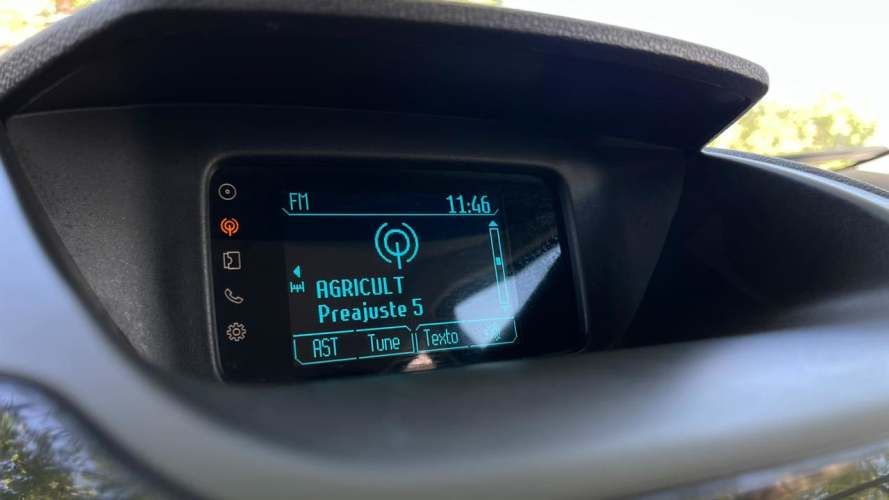 FM 11:46
AGRICULT
Preajuste 5
AST Tune Texto